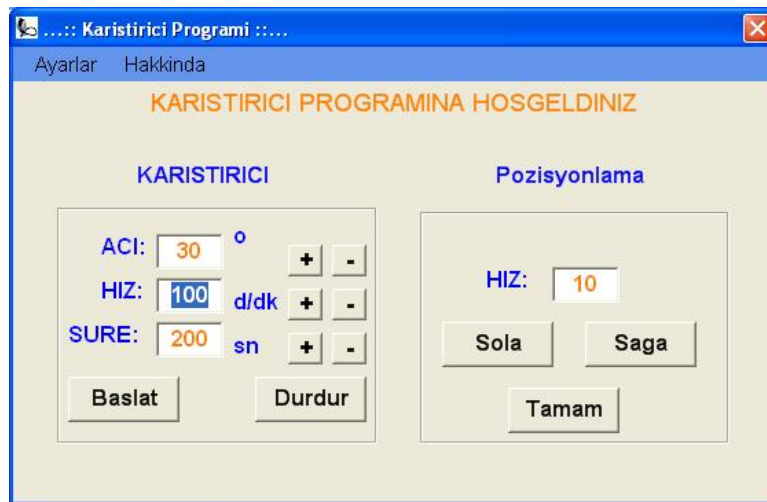 ...:: Karistirici Programi ::...
Ayarlar Hakkinda
KARISTIRICI PROGRAMINA HOSGELDINIZ
KARISTIRICI
ACI: 30 o + -
HIZ: 100 d/dk + -
SURE: 200 sn + -
Baslat Durdur
Pozisyonlama
HIZ: 10
Sola Saga
Tamam